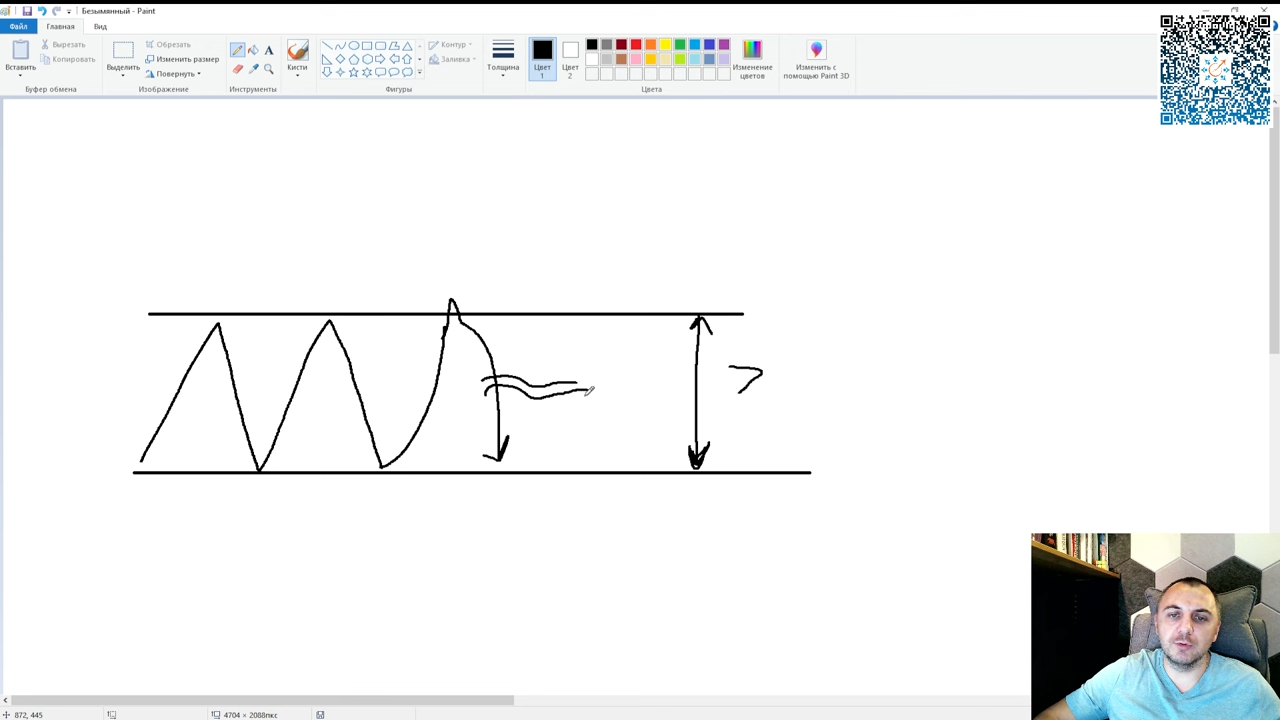 Безымянный - Paint
Файл Главная Вид
Вставить
Вырезать
Копировать
Буфер обмена
Выделить
Обрезать
Изменить размер
Повернуть
Изображение
A
Инструменты
Кисти
Контур
Заливка
Фигуры
Толщина
Цвет 1
Цвет 2
Цвета
Изменение цветов
Изменить с помощью Paint 3D
872, 445
4704 × 2088пкс